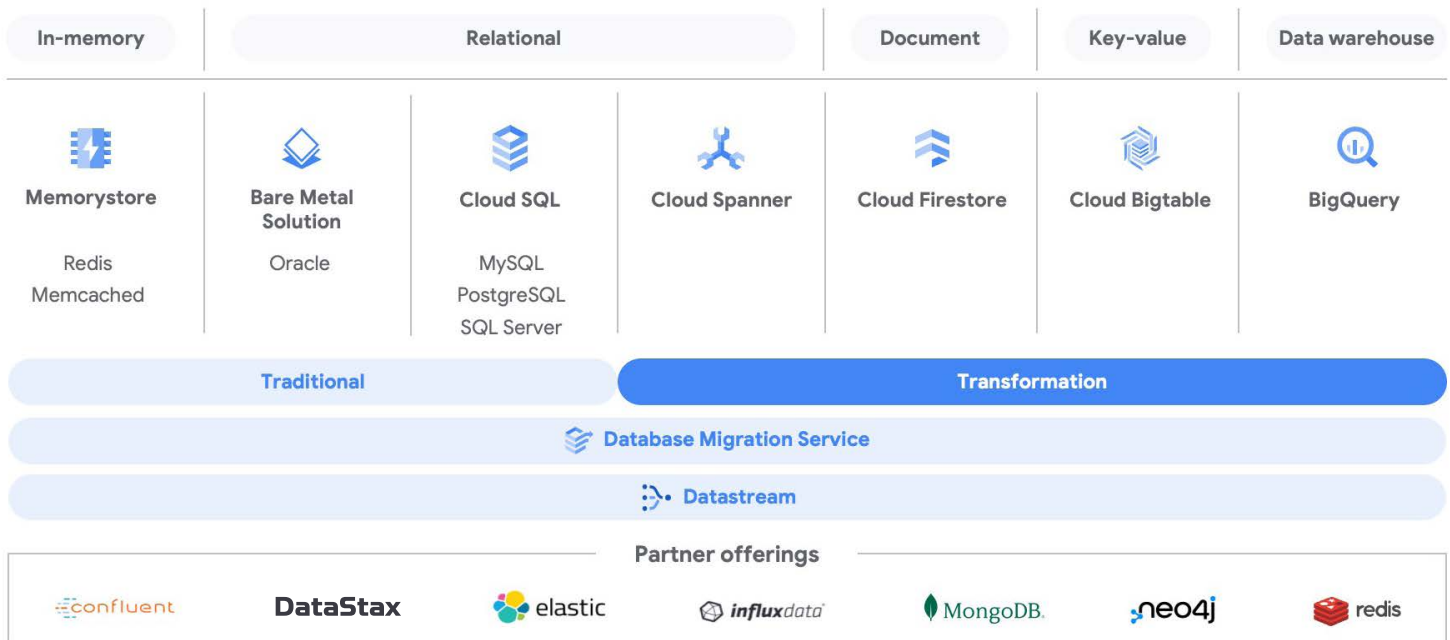 In-memory
Relational
Document
Key-value
Data warehouse
Memorystore
Redis
Memcached
Bare Metal
Solution
Oracle
Cloud SQL
MySQL
PostgreSQL
SQL Server
Cloud Spanner
Cloud Firestore
Cloud Bigtable
BigQuery
Traditional
Transformation
Database Migration Service
Datastream
Partner offerings
confluent
DataStax
elastic
influxdata
MongoDB.
neo4j
redis